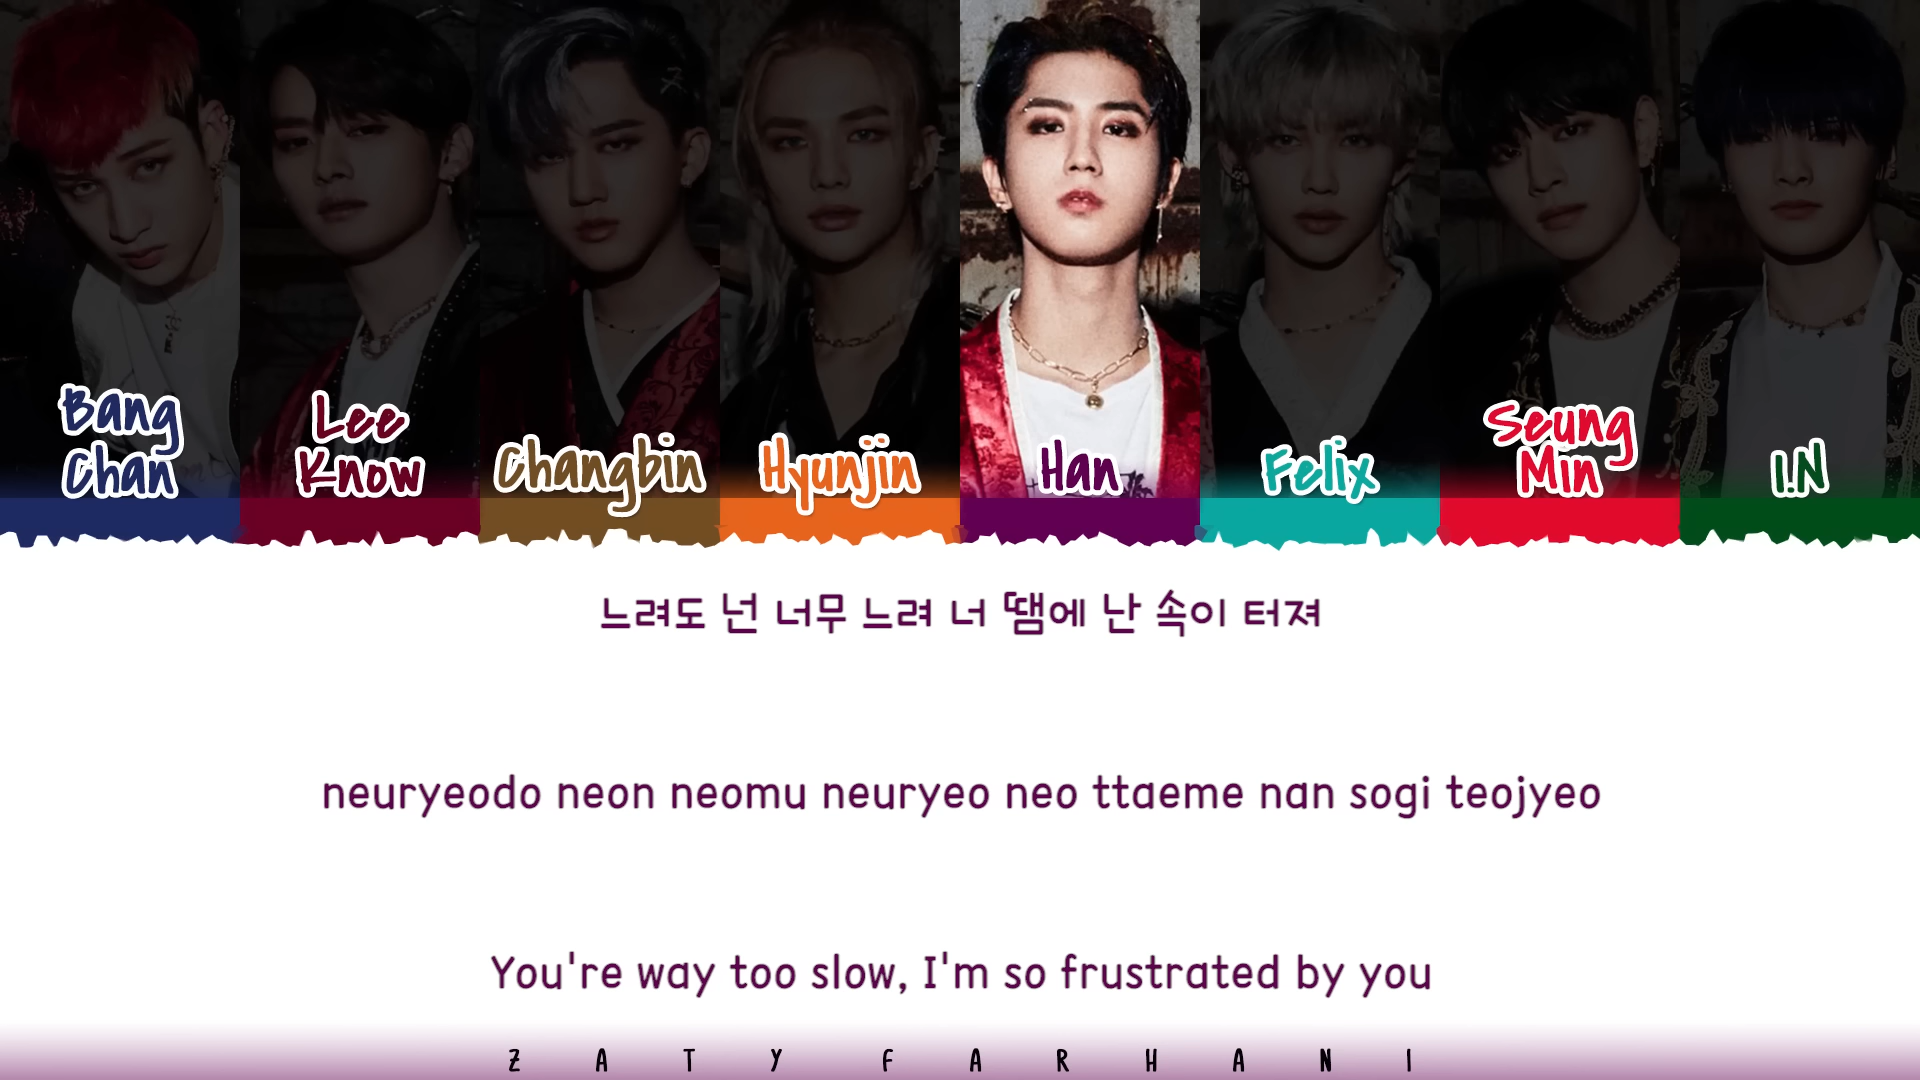 Bang
Chan
Lee
Know
Changbin
Hyunjin
Han
Felix
Seung
Min
I.N
느려도 넌 너무 느려 너 땜에 난 속이 터져
neuryeodo neon neomu neuryeo neo ttaeme nan sogi teojyeo
You're way too slow, I'm so frustrated by you
ZATY FARHANI